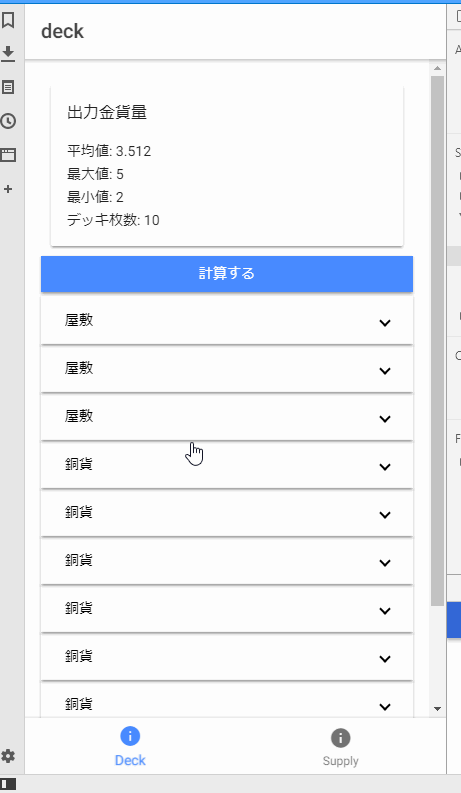 deck
出力金貨量
平均値: 3.512
最大値: 5
最小値: 2
デッキ枚数: 10
計算する
屋敷
屋敷
屋敷
銅貨
銅貨
銅貨
銅貨
銅貨
銅貨
Deck
Supply